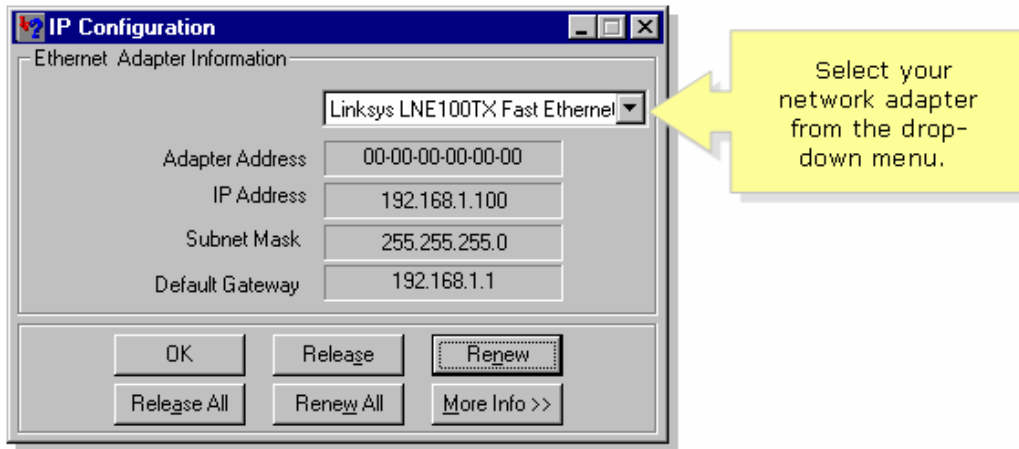 IP Configuration
Ethernet Adapter Information
Linksys LNE100TX Fast Ethernet
Select your
network adapter
from the drop-
down menu.
Adapter Address 00-00-00-00-00-00
IP Address 192.168.1.100
Subnet Mask 255.255.255.0
Default Gateway 192.168.1.1
OK Release Renew
Release All Renew All More Info >>